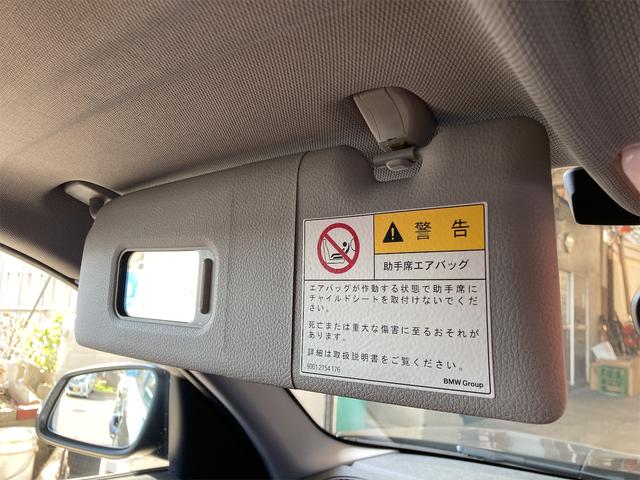 警告
助手席エアバッグ
エアバッグが作動する状態で助手席に
チャイルドシートを取付けないでくだ
さい。
死亡または重大な傷害に至るおそれが
あります。
詳細は取扱説明書をご覧ください。
90012154176
BMW Group